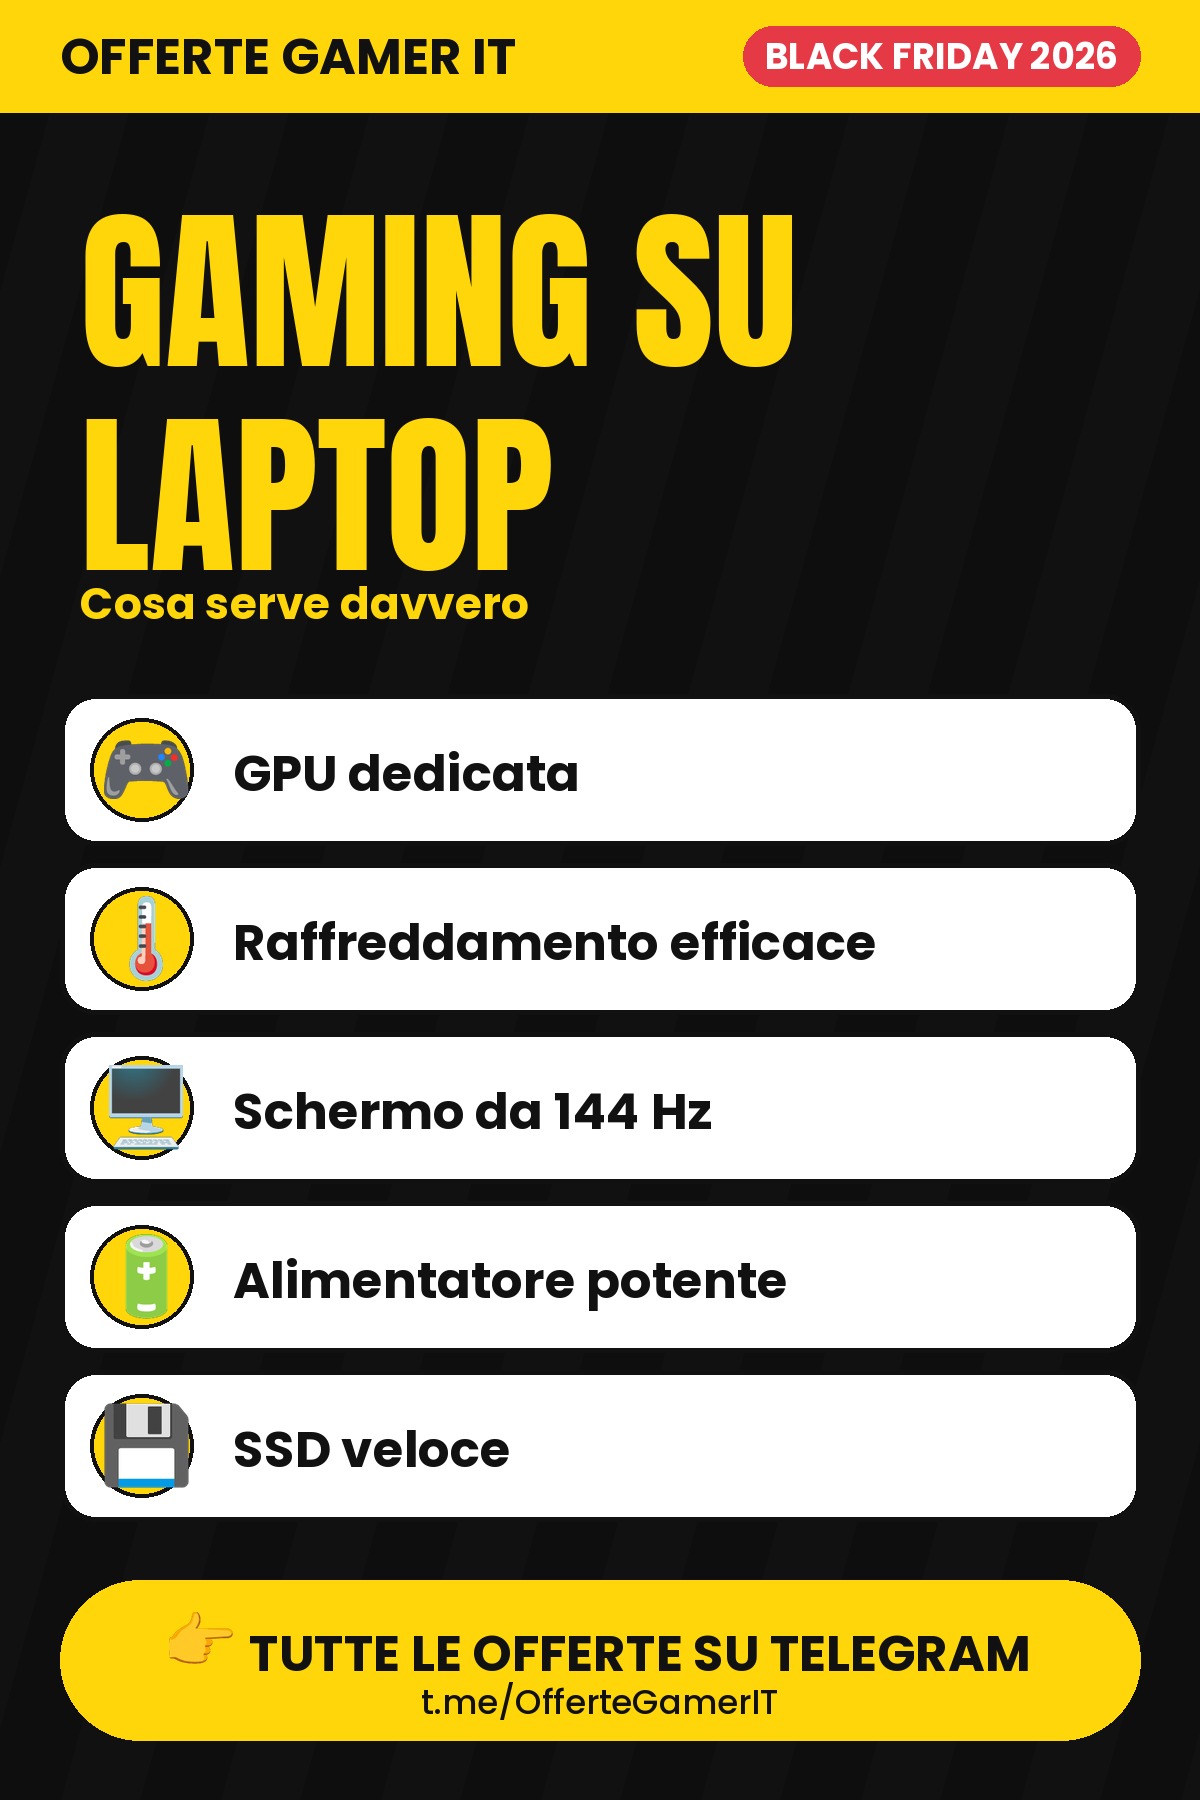 OFFERTE GAMER IT
BLACK FRIDAY 2026
GAMING SU
LAPTOP
Cosa serve davvero
GPU dedicata
Raffreddamento efficace
Schermo da 144 Hz
Alimentatore potente
SSD veloce
👉 TUTTE LE OFFERTE SU TELEGRAM
t.me/OfferteGamerIT